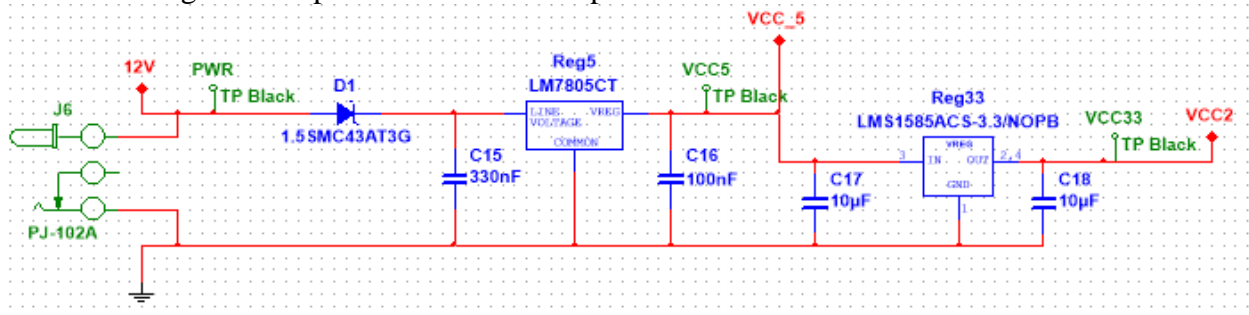 VCC_5
12V
PWR
TP Black
D1
1.5SMC43AT3G
J6
PJ-102A
Reg5
LM7805CT
LINE VREG
VOLTAGE
COMMON
C15
330nF
VCC5
TP Black
C16
100nF
Reg33
LMS1585ACS-3.3/NOPB
VREG
3 IN OUT 2,4
GND
1
C17
10µF
C18
10µF
VCC33
TP Black
VCC2